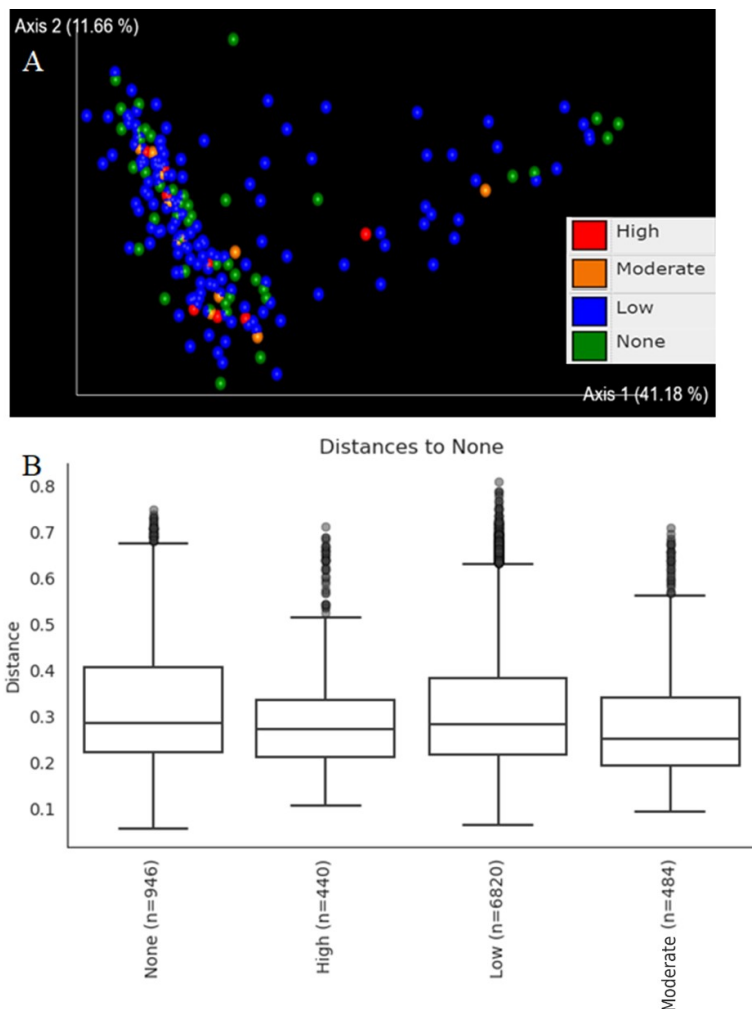 Axis 2 (11.66 %)
A
High
Moderate
Low
None
Axis 1 (41.18 %)
B
Distances to None
0.8
0.7
0.6
0.5
0.4
0.3
0.2
0.1
Distance
None (n=946)
High (n=440)
Low (n=6820)
Moderate (n=484)